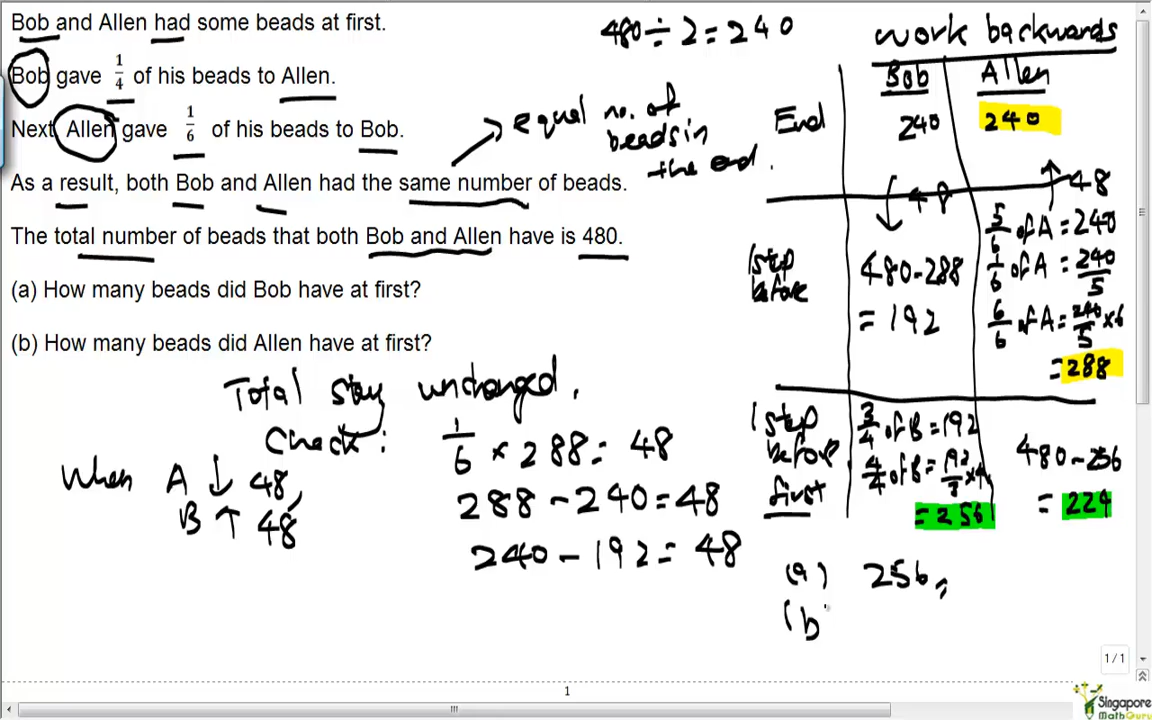 Bob and Allen had some beads at first.
Bob gave 1/4 of his beads to Allen.
Next Allen gave 1/6 of his beads to Bob.
As a result, both Bob and Allen had the same number of beads.
The total number of beads that both Bob and Allen have is 480.
(a) How many beads did Bob have at first?
(b) How many beads did Allen have at first?
480 ÷ 2 = 240
equal no. of
beads in
the end.
Total stay unchanged.
Check: 1/6 × 288 = 48
288 - 240 = 48
240 - 192 = 48
When A ↓ 48,
B ↑ 48
work backwards
Bob Allen
End 240 240
48 48
1 step
before
480-288
= 192
5/6 of A = 240
1/6 of A = 240/5
6/6 of A = 240/5 × 6
= 288
1 step
before
first
3/4 of B = 192
4/4 of B = 192/3 × 4
= 256
480-256
= 224
(a) 256
(b
1/1
1
Singapore
MathGuru